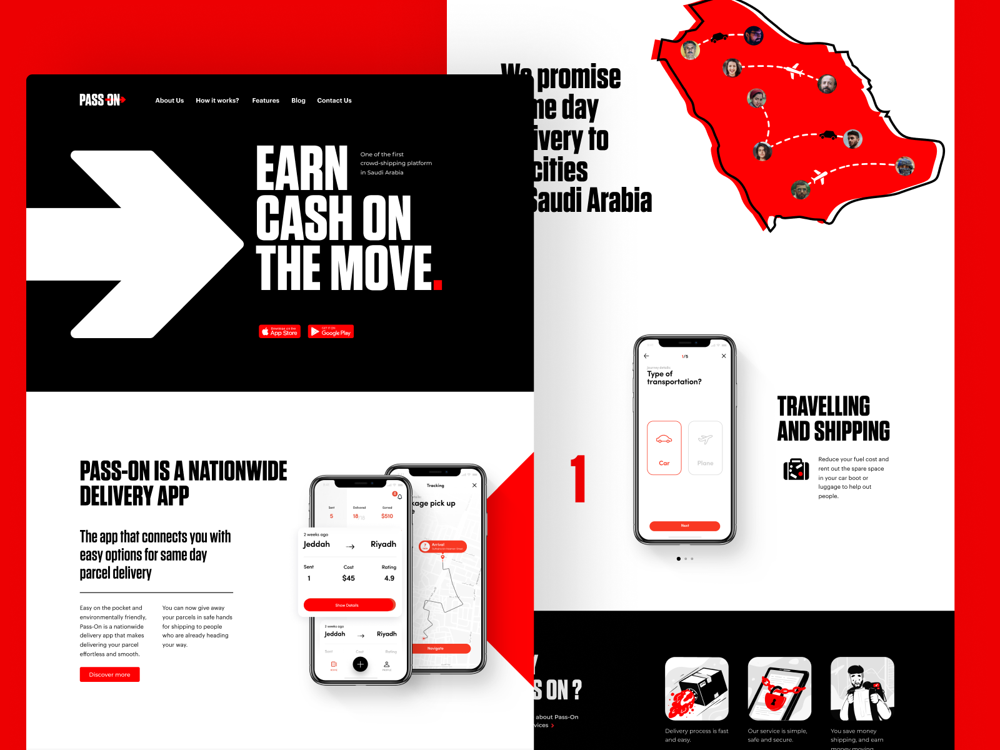 PASS ON
About Us
How it works?
Features
Blog
Contact Us
EARN
CASH ON
THE MOVE.
One of the first
crowd-shipping platform
in Saudi Arabia
Download on the
App Store
GET IT ON
Google Play
PASS-ON IS A NATIONWIDE
DELIVERY APP
The app that connects you with
easy options for same day
parcel delivery
Easy on the pocket and
environmentally friendly,
Pass-On is a nationwide
delivery app that makes
delivering your parcel
effortless and smooth.
You can now give away
your parcels in safe hands
for shipping to people
who are already heading
your way.
Discover more
Sent
Delivered
Earned
5
18/18
$510
2 weeks ago
Jeddah
Riyadh
Sent
Cost
Rating
1
$45
4.9
Show Details
2 weeks ago
Jeddah
Riyadh
Sent
Cost
Rating
Tracking
kage pick up
e
7
Arrival
Navigate
We promise
me day
ivery to
cities
Saudi Arabia
1/5
Journey details
Type of
transportation?
Car
Plane
Next
1
TRAVELLING
AND SHIPPING
Reduce your fuel cost and
rent out the spare space
in your car boot or
luggage to help out
people.
Y
S ON ?
about Pass-On
vices
Delivery process is fast
and easy.
Our service is simple,
safe and secure.
You save money
shipping, and earn
money moving